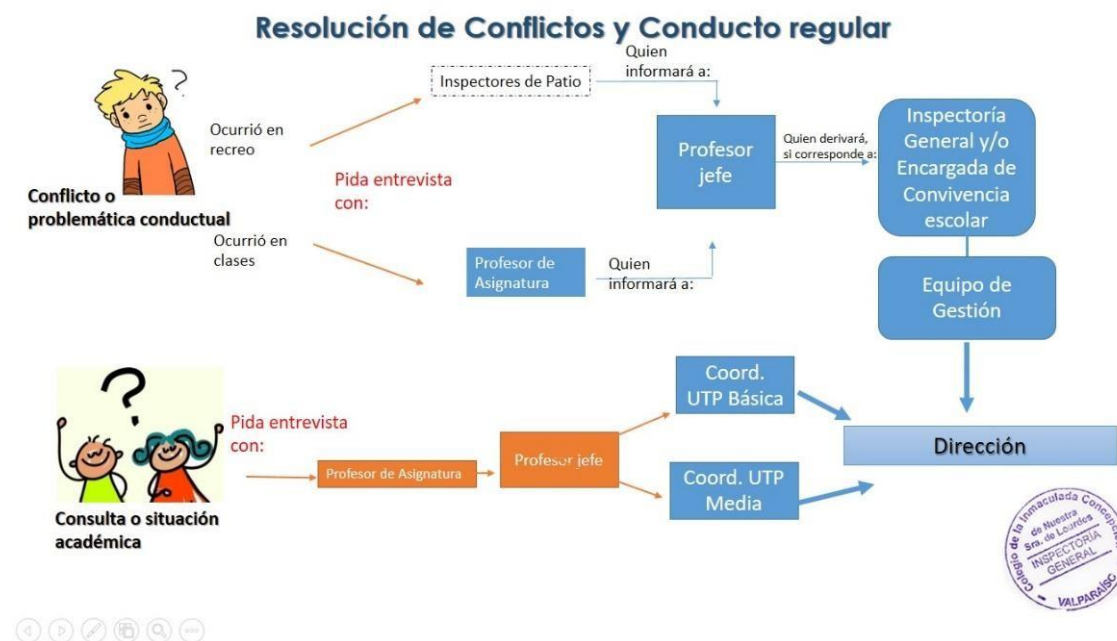 Resolución de Conflictos y Conducto regular
?
Ocurrió en
recreo
Conflicto o
problemática conductual
Ocurrió en
clases
Pida entrevista
con:
Inspectores de Patio
Quien
informará a:
Profesor de
Asignatura
Quien
informará a:
Profesor
jefe
Quien derivará,
si corresponde a:
Inspectoría
General y/o
Encargada de
Convivencia
escolar
Equipo de
Gestión
?
Consulta o situación
académica
Pida entrevista
con:
Profesor de Asignatura
Profesor jefe
Coord.
UTP Básica
Coord. UTP
Media
Dirección
Colegio de la Inmaculada Concepción
de Nuestra
Sra. de Lourdes
INSPECTORÍA
GENERAL
VALPARAÍSO